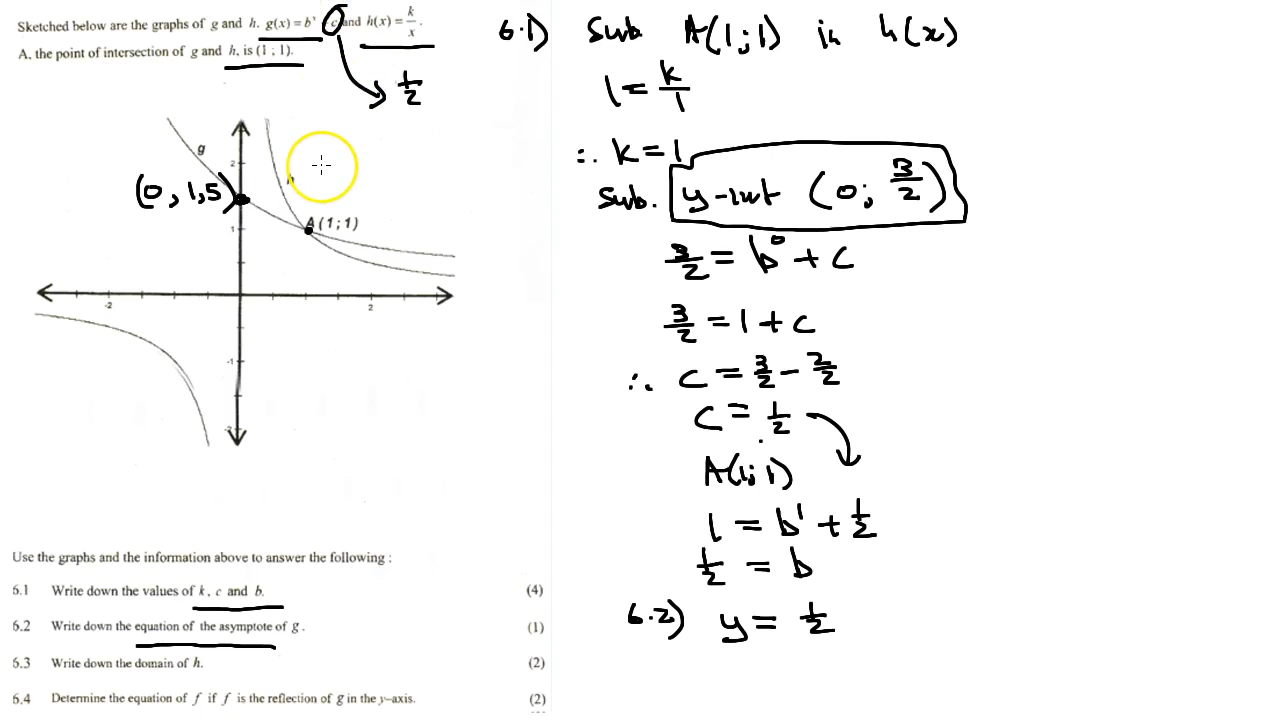 Sketched below are the graphs of g and h. g(x) = bˣ + c and h(x) = k/x.
A, the point of intersection of g and h, is (1 ; 1).
1/2
g
2
(0, 1,5)
h
A(1;1)
1
-2
2
-1
-2
Use the graphs and the information above to answer the following :
6.1 Write down the values of k, c and b. (4)
6.2 Write down the equation of the asymptote of g. (1)
6.3 Write down the domain of h. (2)
6.4 Determine the equation of f if f is the reflection of g in the y-axis. (2)
6.1) Sub A(1;1) in h(x)
1 = k/1
∴ k = 1
Sub. y-int (0; 3/2)
3/2 = b⁰ + c
3/2 = 1 + c
∴ c = 3/2 - 2/2
c = 1/2
A(1;1)
1 = b¹ + 1/2
1/2 = b
6.2) y = 1/2